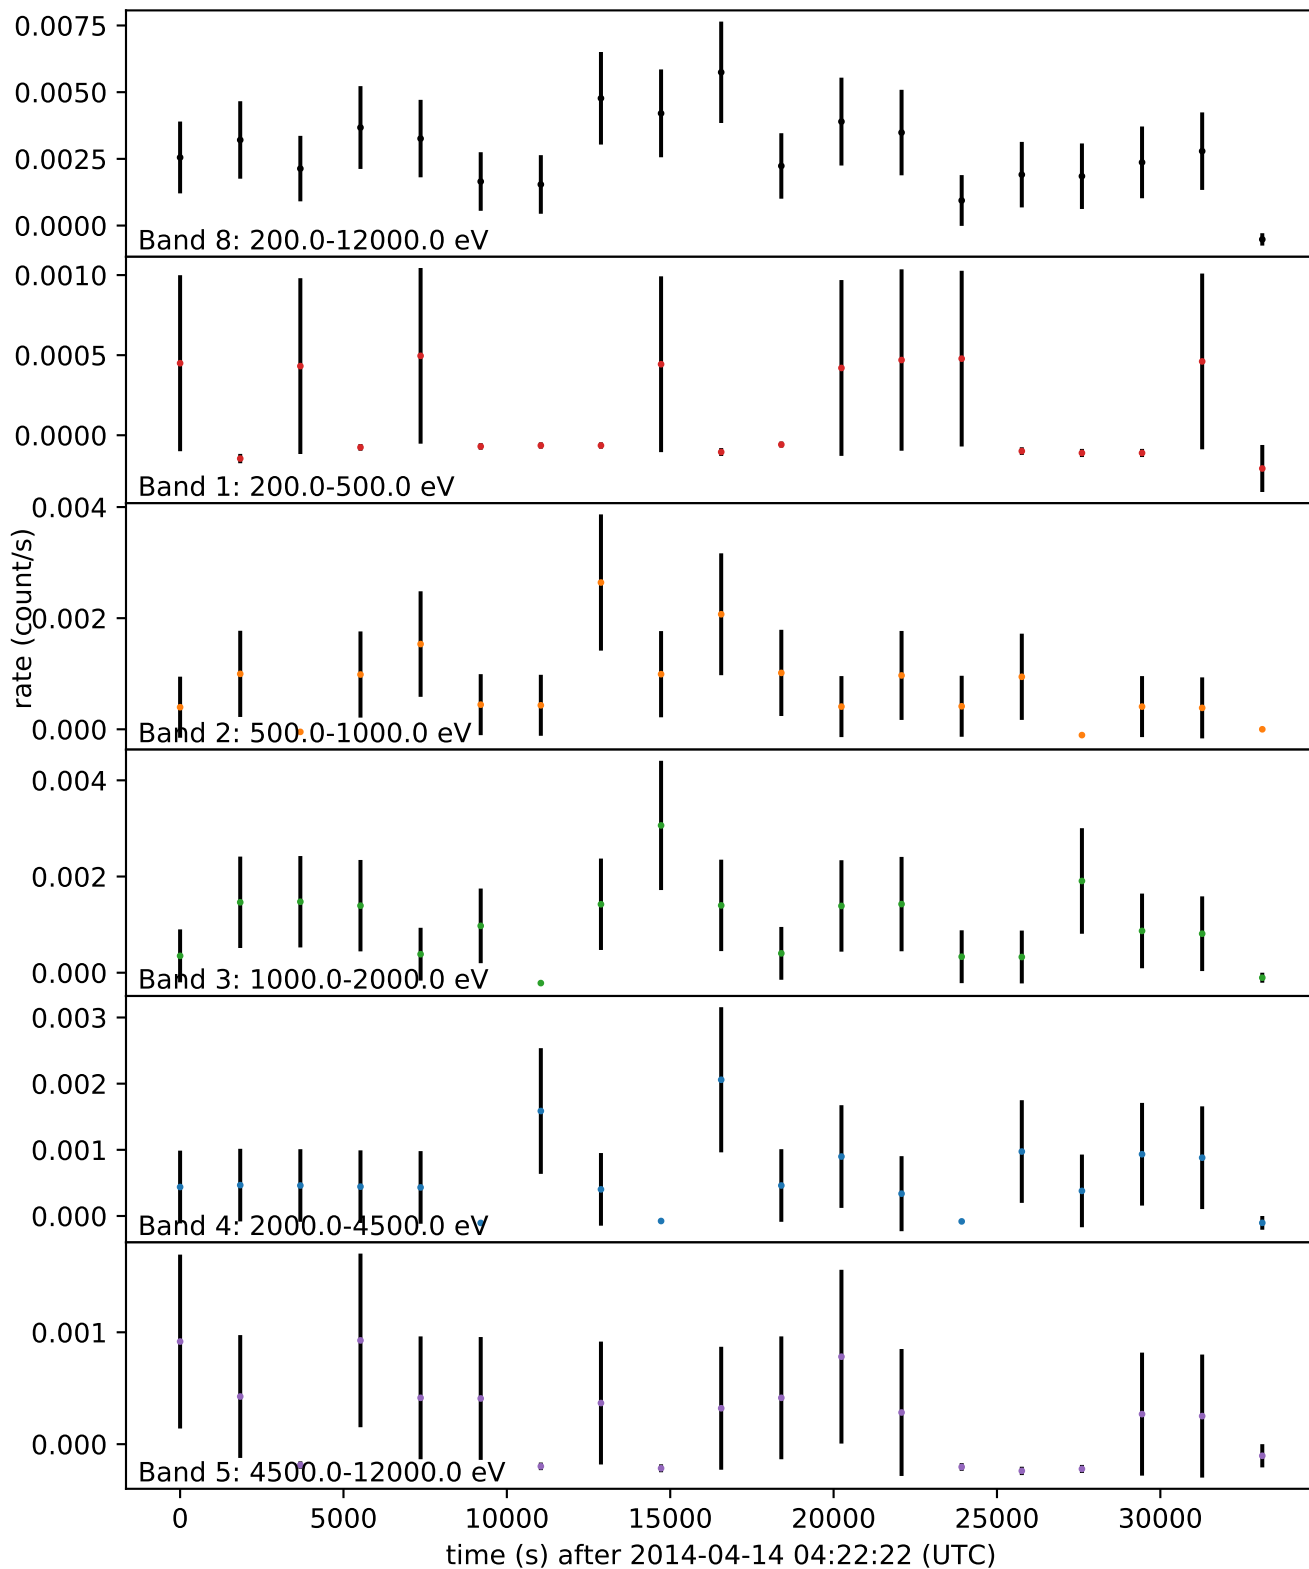 0.0075
0.0050
0.0025
0.0000
Band 8: 200.0-12000.0 eV
0.0010
0.0005
0.0000
Band 1: 200.0-500.0 eV
rate (count/s)
0.004
0.002
0.000
Band 2: 500.0-1000.0 eV
0.004
0.002
0.000
Band 3: 1000.0-2000.0 eV
0.003
0.002
0.001
0.000
Band 4: 2000.0-4500.0 eV
0.001
0.000
Band 5: 4500.0-12000.0 eV
0 5000 10000 15000 20000 25000 30000
time (s) after 2014-04-14 04:22:22 (UTC)